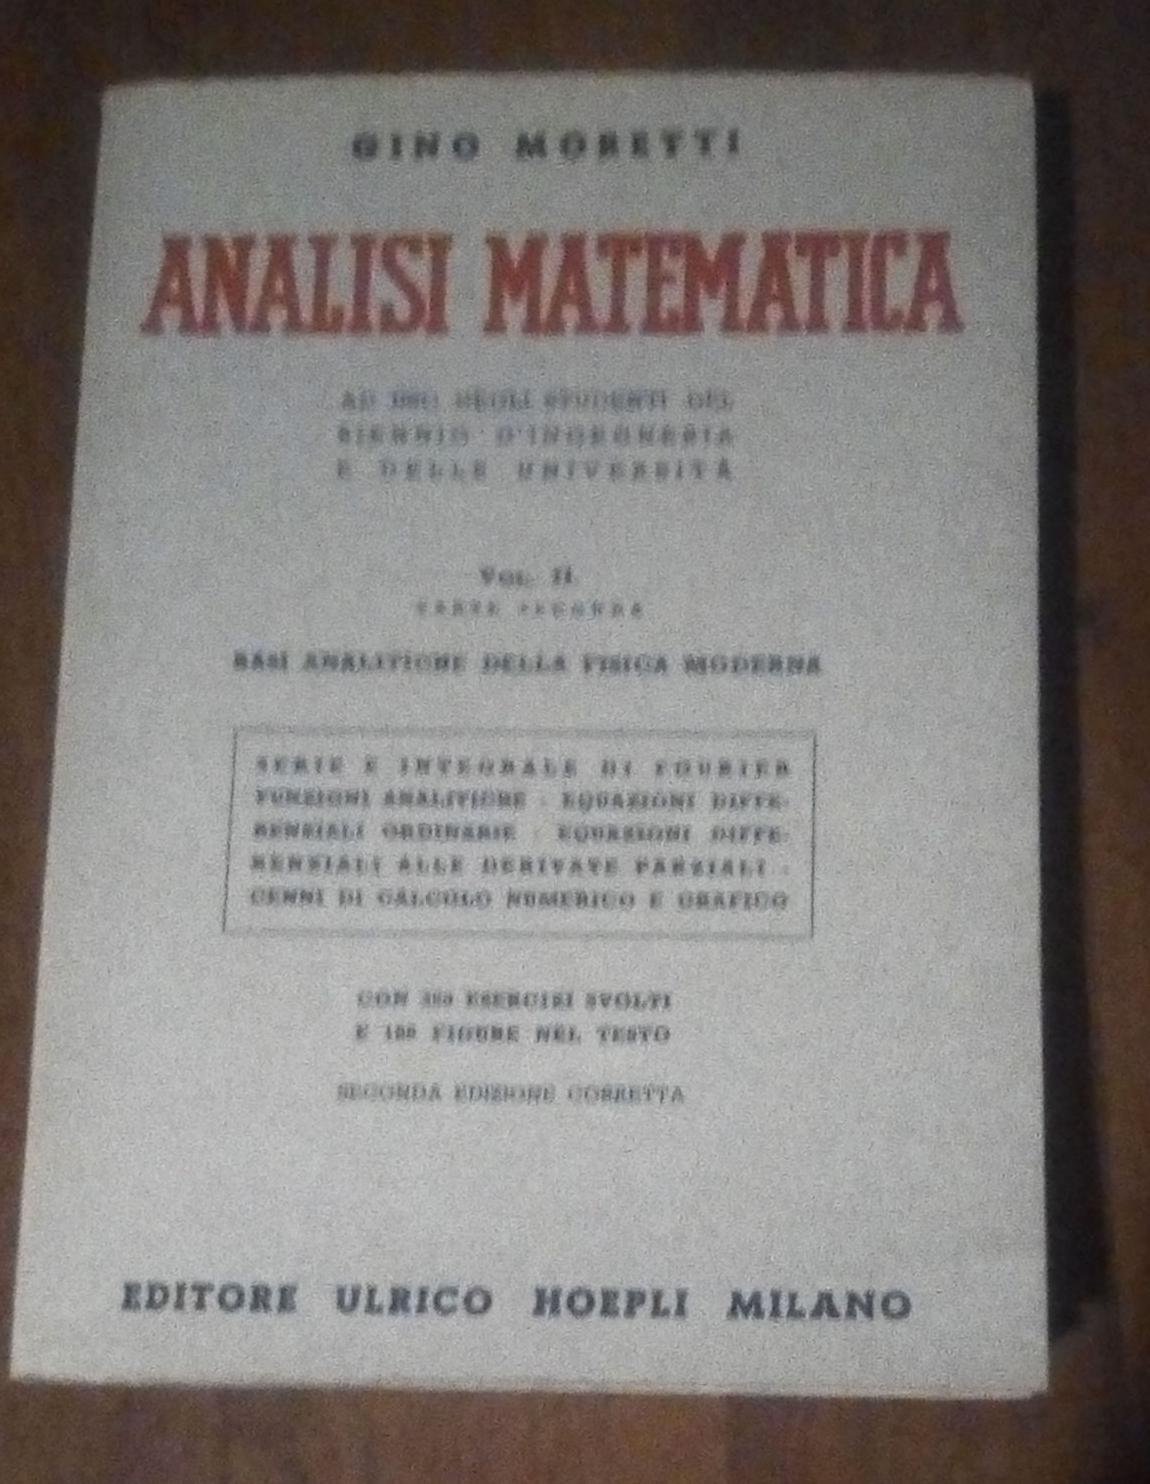 GINO MORETTI
ANALISI MATEMATICA
AD USO DEGLI STUDENTI DEL
BIENNIO D'INGEGNERIA
E DELLE UNIVERSITÀ
VOL. II
PARTE SECONDA
BASI ANALITICHE DELLA FISICA MODERNA
SERIE E INTEGRALE DI FOURIER
FUNZIONI ANALITICHE - EQUAZIONI DIFFE-
RENZIALI ORDINARIE - EQUAZIONI DIFFE-
RENZIALI ALLE DERIVATE PARZIALI -
CENNI DI CALCOLO NUMERICO E GRAFICO
CON ESERCIZI SVOLTI
E FIGURE NEL TESTO
SECONDA EDIZIONE CORRETTA
EDITORE ULRICO HOEPLI MILANO